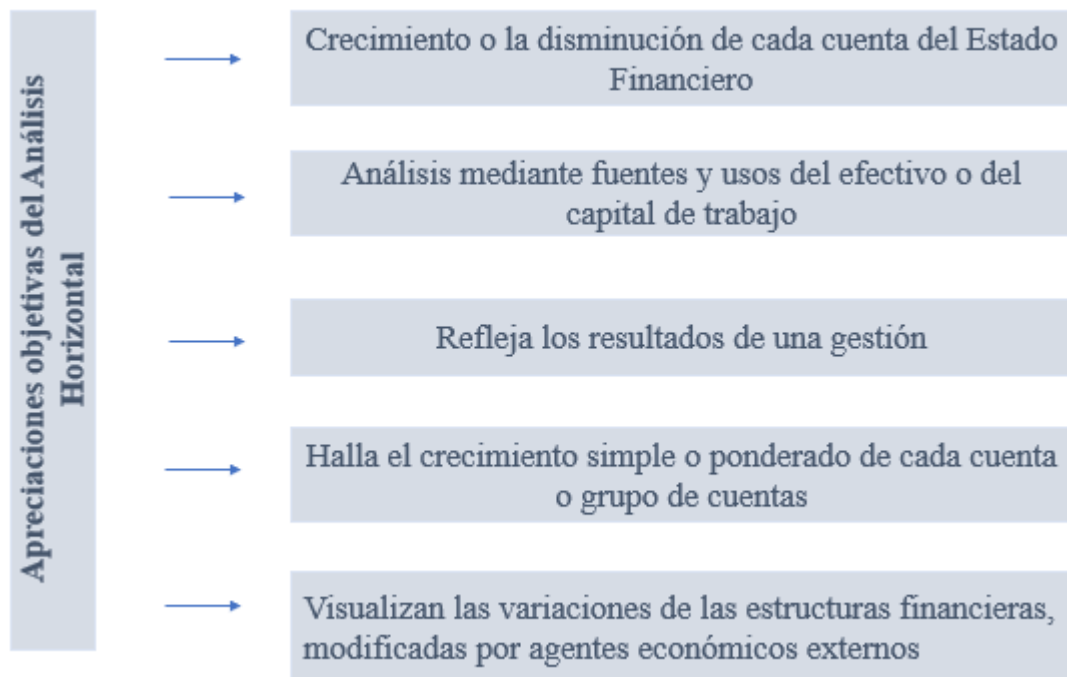 Apreciaciones objetivas del Análisis
Horizontal
Crecimiento o la disminución de cada cuenta del Estado
Financiero
Análisis mediante fuentes y usos del efectivo o del
capital de trabajo
Refleja los resultados de una gestión
Halla el crecimiento simple o ponderado de cada cuenta
o grupo de cuentas
Visualizan las variaciones de las estructuras financieras,
modificadas por agentes económicos externos